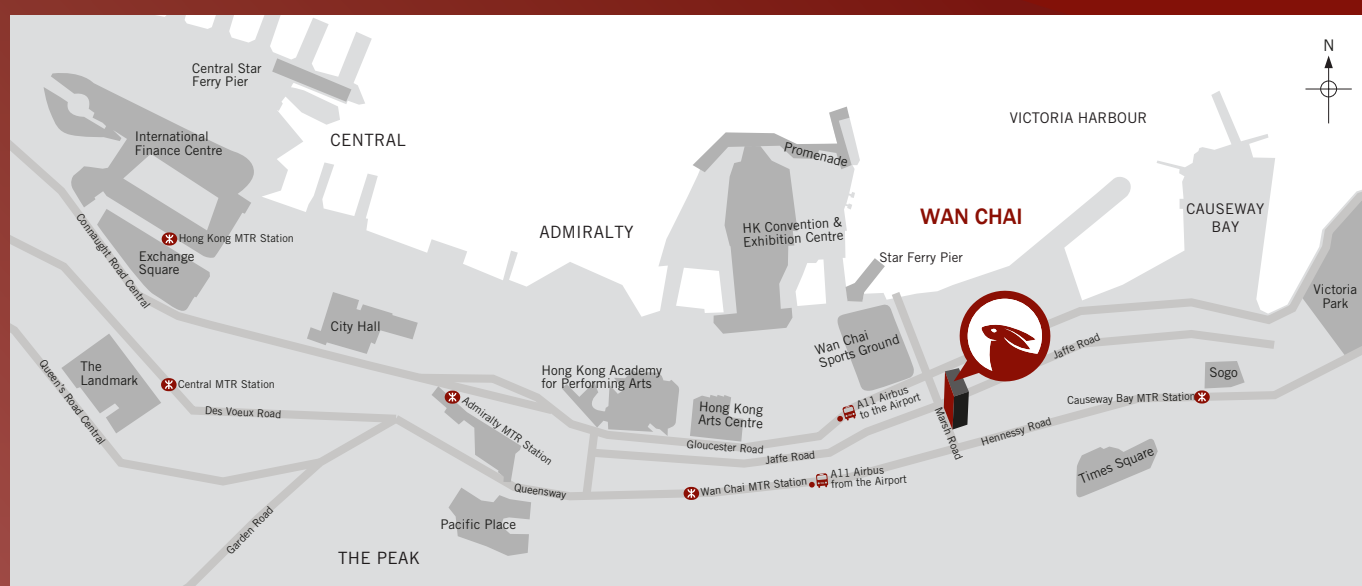 N
Central Star
Ferry Pier
VICTORIA HARBOUR
International
Finance Centre
CENTRAL
Promenade
WAN CHAI
CAUSEWAY
BAY
HK Convention &
Exhibition Centre
ADMIRALTY
Connaught Road Central
Hong Kong MTR Station
Exchange
Square
Star Ferry Pier
Victoria
Park
City Hall
Wan Chai
Sports Ground
Jaffe Road
The
Landmark
Queen's Road Central
Central MTR Station
Hong Kong Academy
for Performing Arts
Sogo
Causeway Bay MTR Station
Des Voeux Road
Admiralty MTR Station
Hong Kong
Arts Centre
A11 Airbus
to the Airport
Marsh Road
Hennessy Road
Gloucester Road
Jaffe Road
Times Square
Queensway
Wan Chai MTR Station
A11 Airbus
from the Airport
Garden Road
Pacific Place
THE PEAK